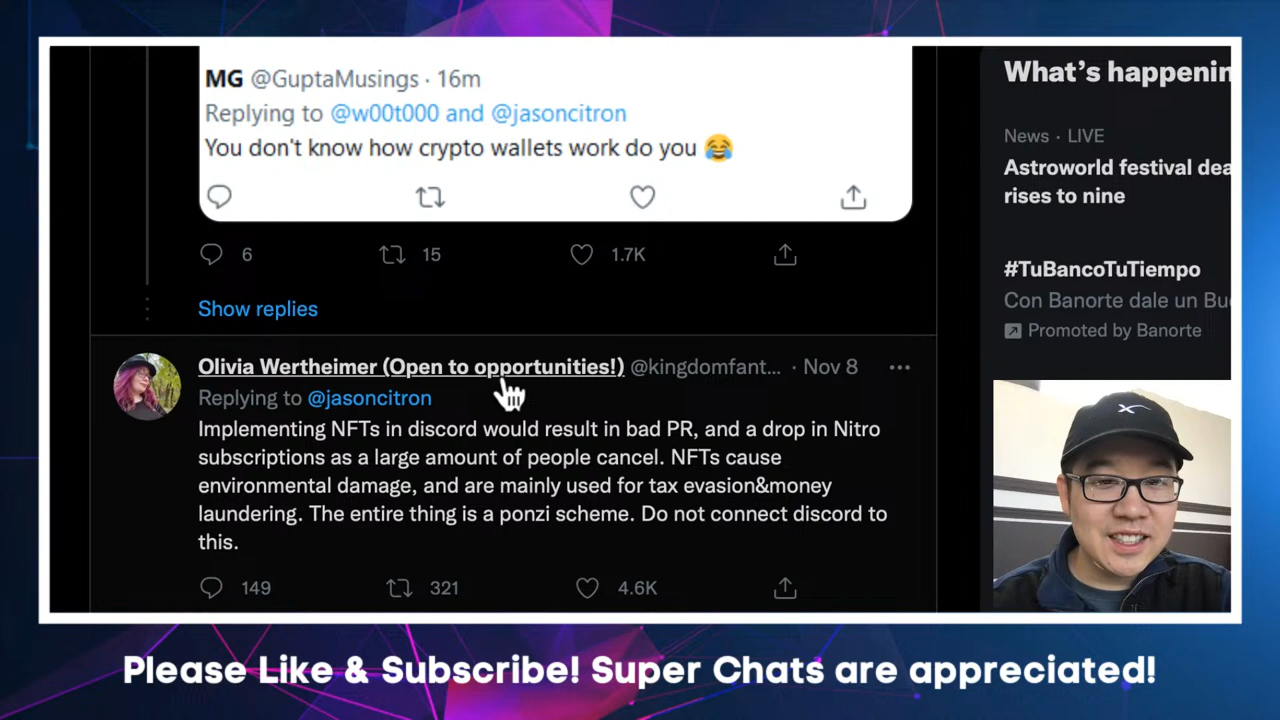 MG @GuptaMusings · 16m
Replying to @w00t000 and @jasoncitron
You don't know how crypto wallets work do you 😂
6 15 1.7K
Show replies
Olivia Wertheimer (Open to opportunities!) @kingdomfant... · Nov 8
Replying to @jasoncitron
Implementing NFTs in discord would result in bad PR, and a drop in Nitro
subscriptions as a large amount of people cancel. NFTs cause
environmental damage, and are mainly used for tax evasion&money
laundering. The entire thing is a ponzi scheme. Do not connect discord to
this.
149 321 4.6K
What's happenin
News · LIVE
Astroworld festival dea
rises to nine
#TuBancoTuTiempo
Con Banorte dale un Bu
Promoted by Banorte
Please Like & Subscribe! Super Chats are appreciated!